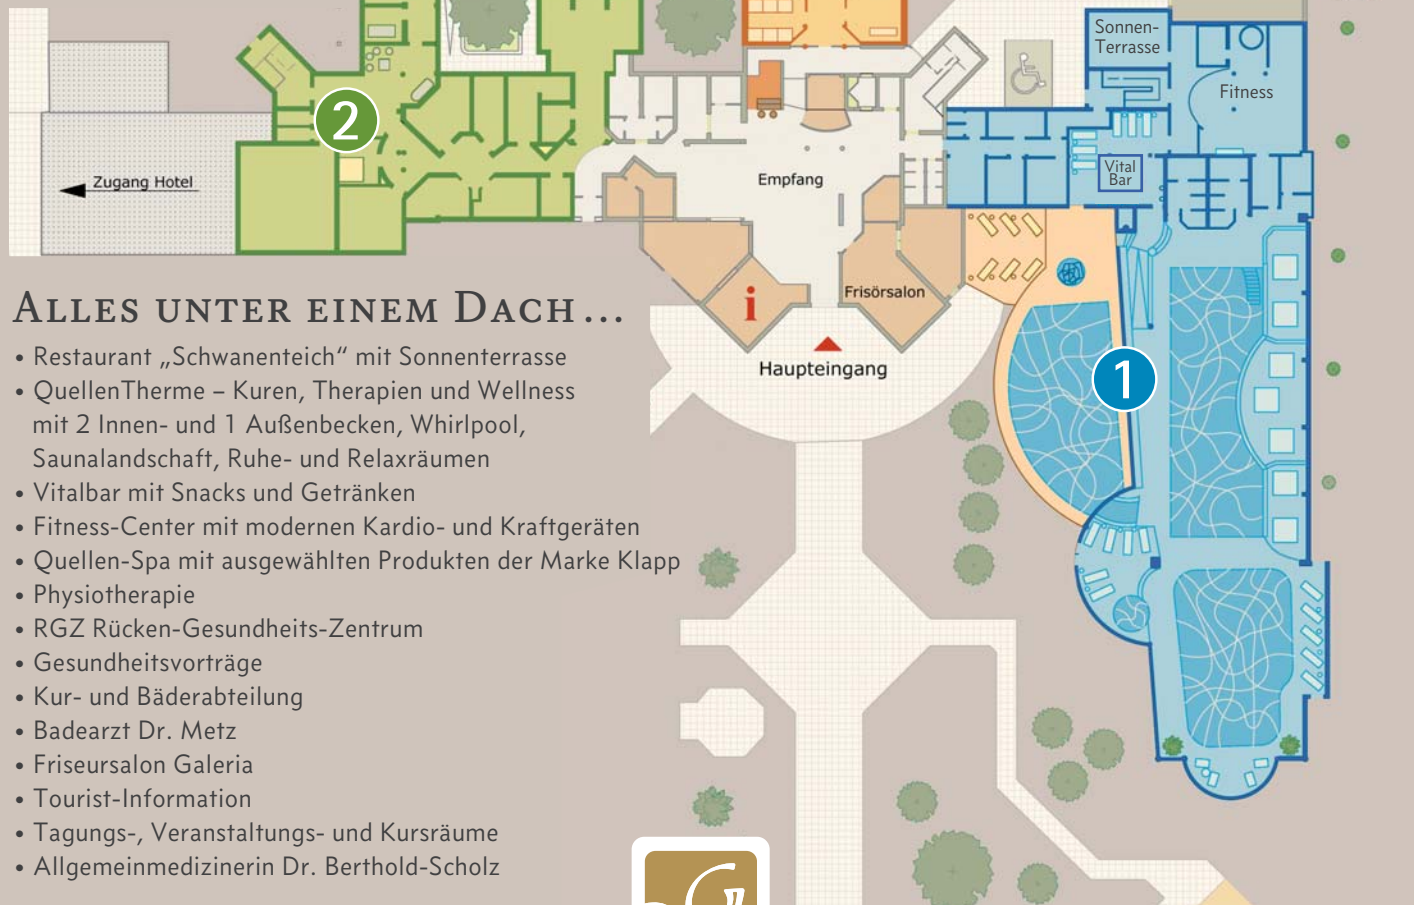 Sonnen-
Terrasse
Fitness
2
Zugang Hotel
Empfang
Vital
Bar
i
Frisörsalon
Haupteingang
1
ALLES UNTER EINEM DACH...
• Restaurant „Schwanenteich“ mit Sonnenterrasse
• QuellenTherme – Kuren, Therapien und Wellness
mit 2 Innen- und 1 Außenbecken, Whirlpool,
Saunalandschaft, Ruhe- und Relaxräumen
• Vitalbar mit Snacks und Getränken
• Fitness-Center mit modernen Kardio- und Kraftgeräten
• Quellen-Spa mit ausgewählten Produkten der Marke Klapp
• Physiotherapie
• RGZ Rücken-Gesundheits-Zentrum
• Gesundheitsvorträge
• Kur- und Bäderabteilung
• Badearzt Dr. Metz
• Friseursalon Galeria
• Tourist-Information
• Tagungs-, Veranstaltungs- und Kursräume
• Allgemeinmedizinerin Dr. Berthold-Scholz